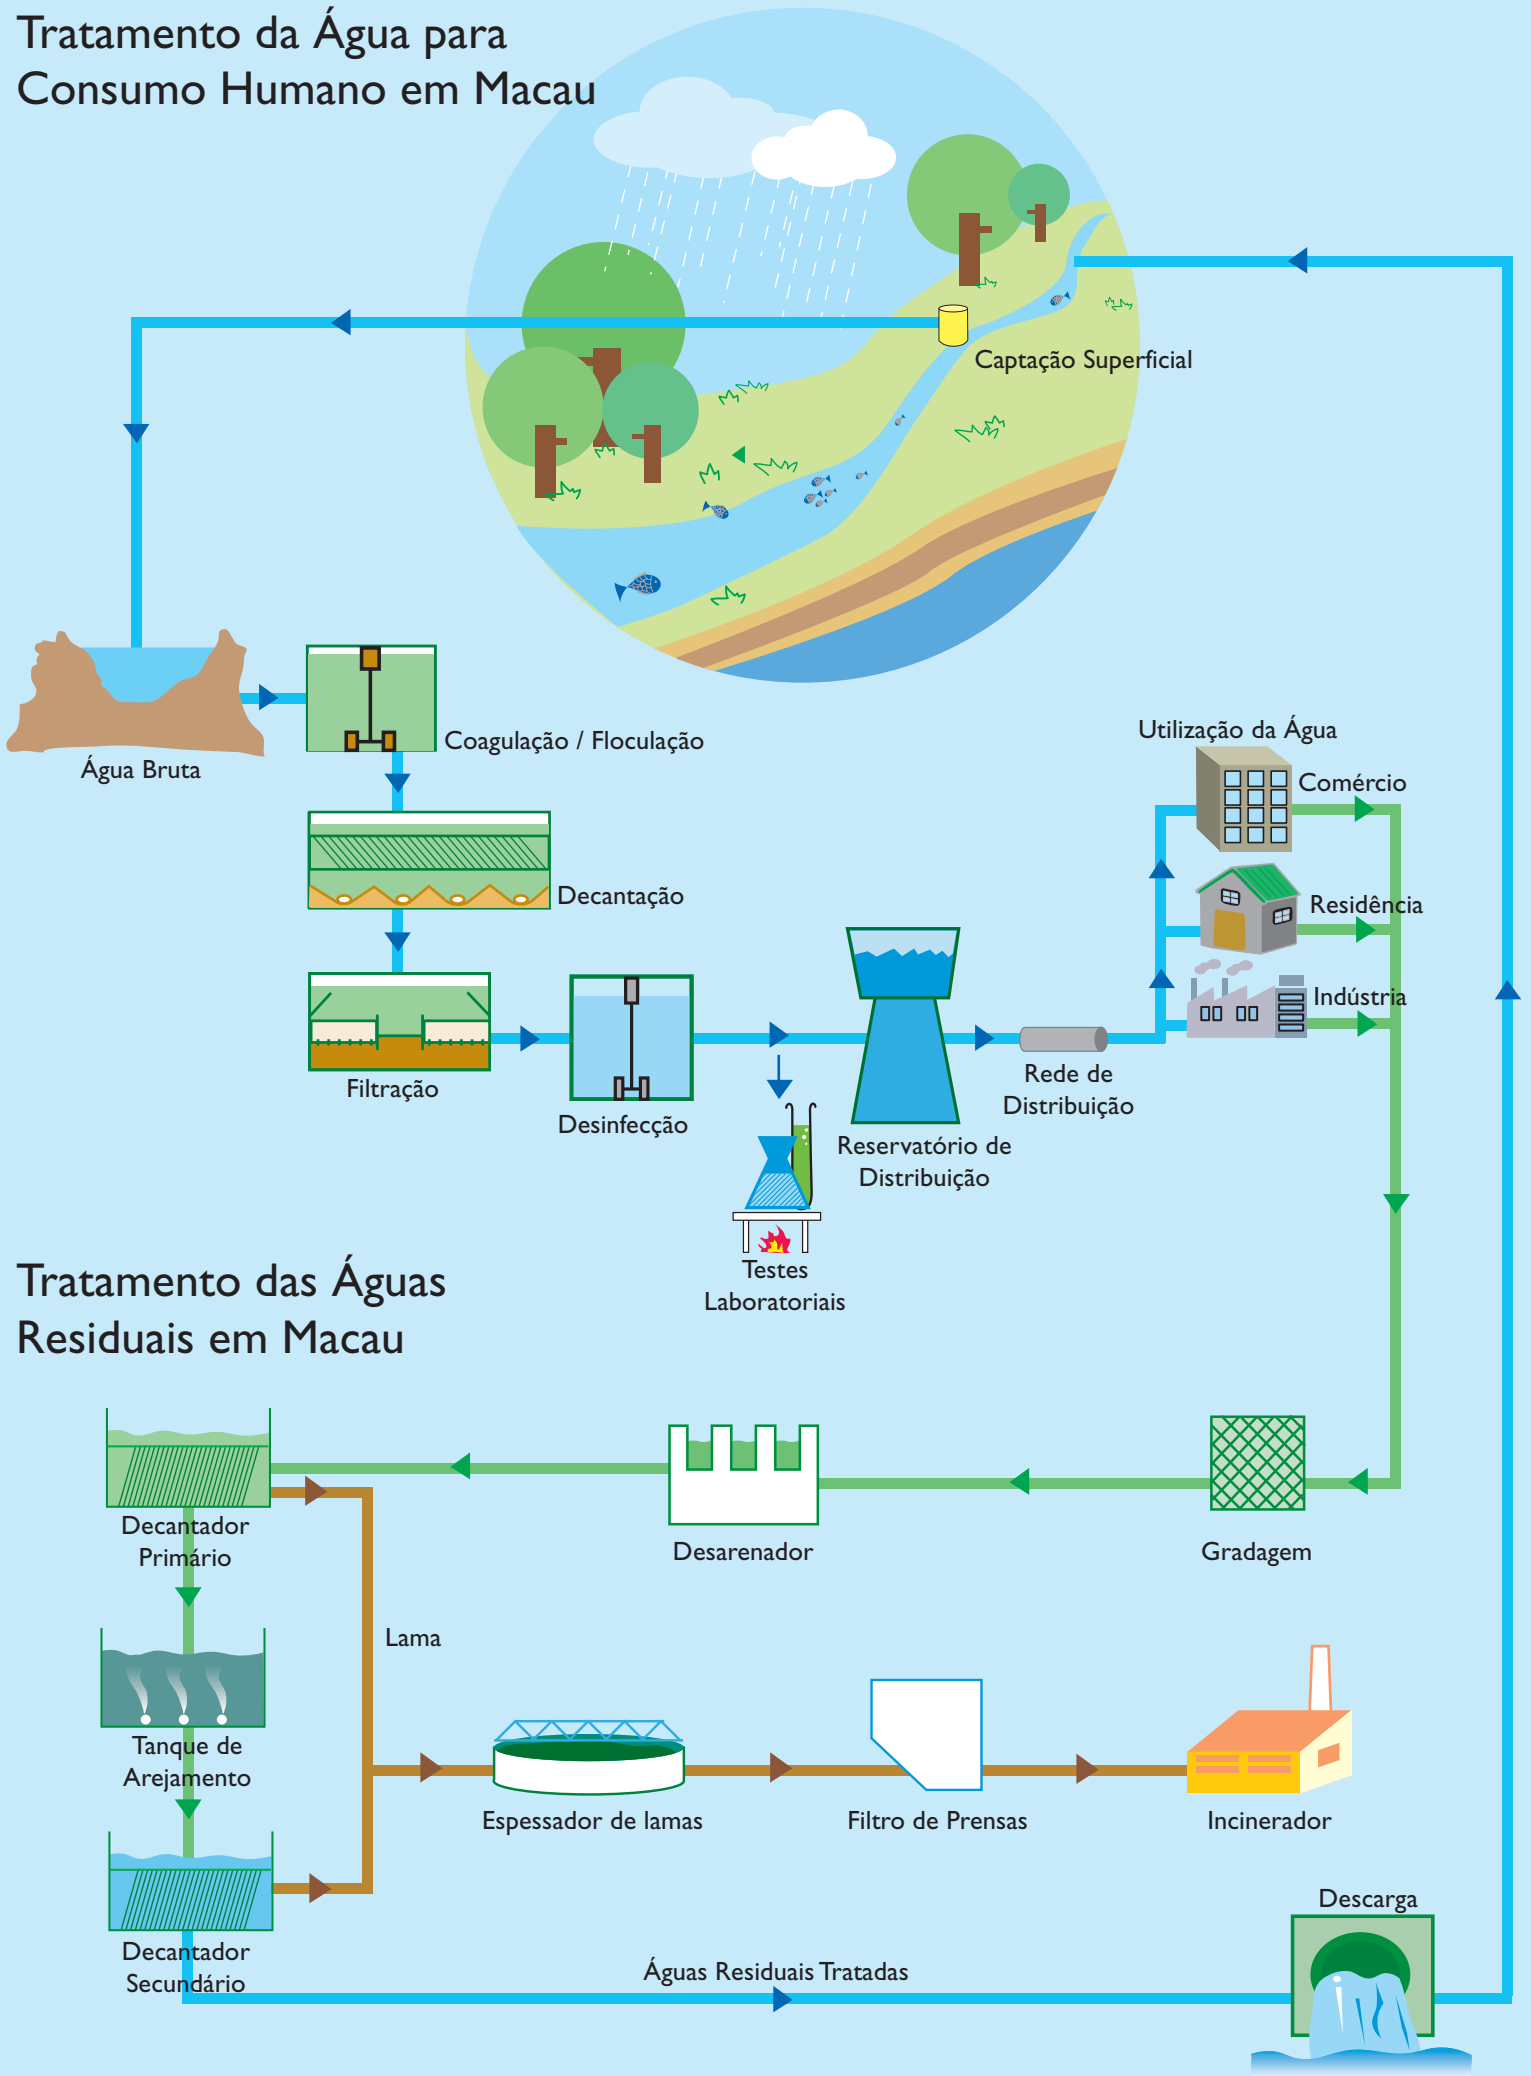 Tratamento da Água para
Consumo Humano em Macau
Captação Superficial
Água Bruta
Coagulação / Floculação
Decantação
Filtração
Desinfecção
Testes
Laboratoriais
Reservatório de
Distribuição
Rede de
Distribuição
Utilização da Água
Comércio
Residência
Indústria
Tratamento das Águas
Residuais em Macau
Gradagem
Desarenador
Decantador
Primário
Tanque de
Arejamento
Decantador
Secundário
Lama
Espessador de lamas
Filtro de Prensas
Incinerador
Águas Residuais Tratadas
Descarga